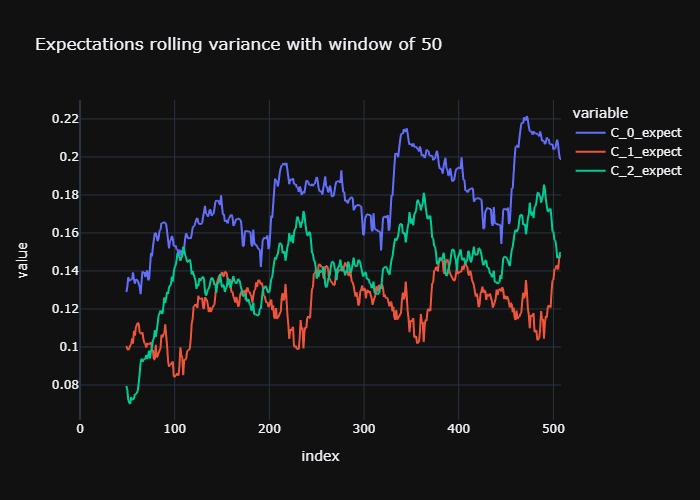 Expectations rolling variance with window of 50
variable
C_0_expect
C_1_expect
C_2_expect
0.22
0.2
0.18
0.16
0.14
0.12
0.1
0.08
value
0 100 200 300 400 500
index